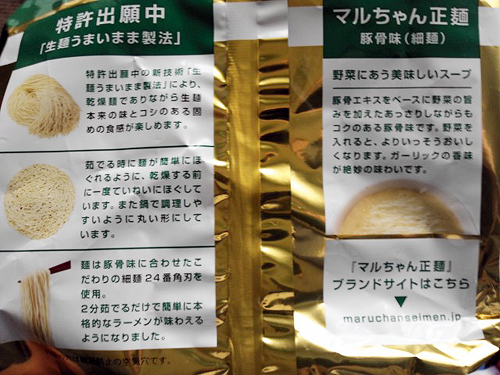 特許出願中
「生麺うまいまま製法」
特許出願中の新技術「生
麺うまいまま製法」により、
乾燥麺でありながら生麺
本来の味とコシのある固
めの食感が楽しめます。
茹でる時に麺が簡単にほ
ぐれるように、乾燥する前
に一度ていねいにほぐして
います。また鍋で調理しや
すいように丸い形にして
います。
麺は豚骨味に合わせたこ
だわりの細麺24番角刃を
使用。
2分茹でるだけで簡単に本
格的なラーメンが味わえる
ようになりました。
の空気穴です。
マルちゃん正麺
豚骨味(細麺)
野菜にあう美味しいスープ
豚骨エキスをベースに野菜の旨
みを加えたあっさりしながらも
コクのある豚骨味です。野菜を
入れると、よりいっそうおいし
くなります。ガーリックの香味
が絶妙の味わいです。
『マルちゃん正麺』
ブランドサイトはこちら
▼
maruchanseimen.jp